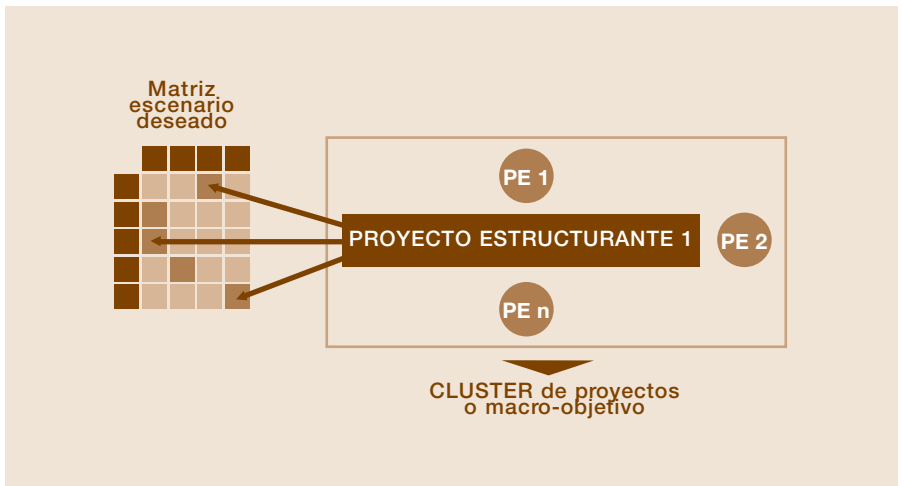 Matriz
escenario
deseado
PE 1
PROYECTO ESTRUCTURANTE 1
PE 2
PE n
CLUSTER de proyectos
o macro-objetivo